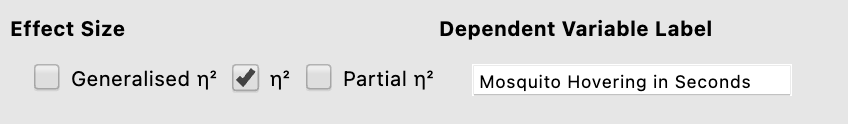 Effect Size
Dependent Variable Label
Generalised η² η² Partial η²
Mosquito Hovering in Seconds